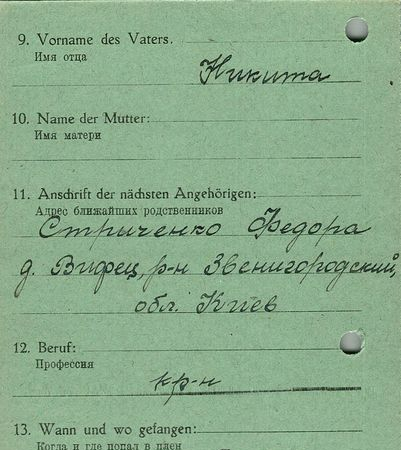 9. Vorname des Vaters.
Имя отца
Никита
10. Name der Mutter:
Имя матери
11. Anschrift der nächsten Angehörigen:
Адрес ближайших родственников
Стриченко Федора
д. Вифец, р-н Звенигородский,
обл. Киев
12. Beruf:
Профессия
кр-н
13. Wann und wo gefangen:
Когда и где попал в плен